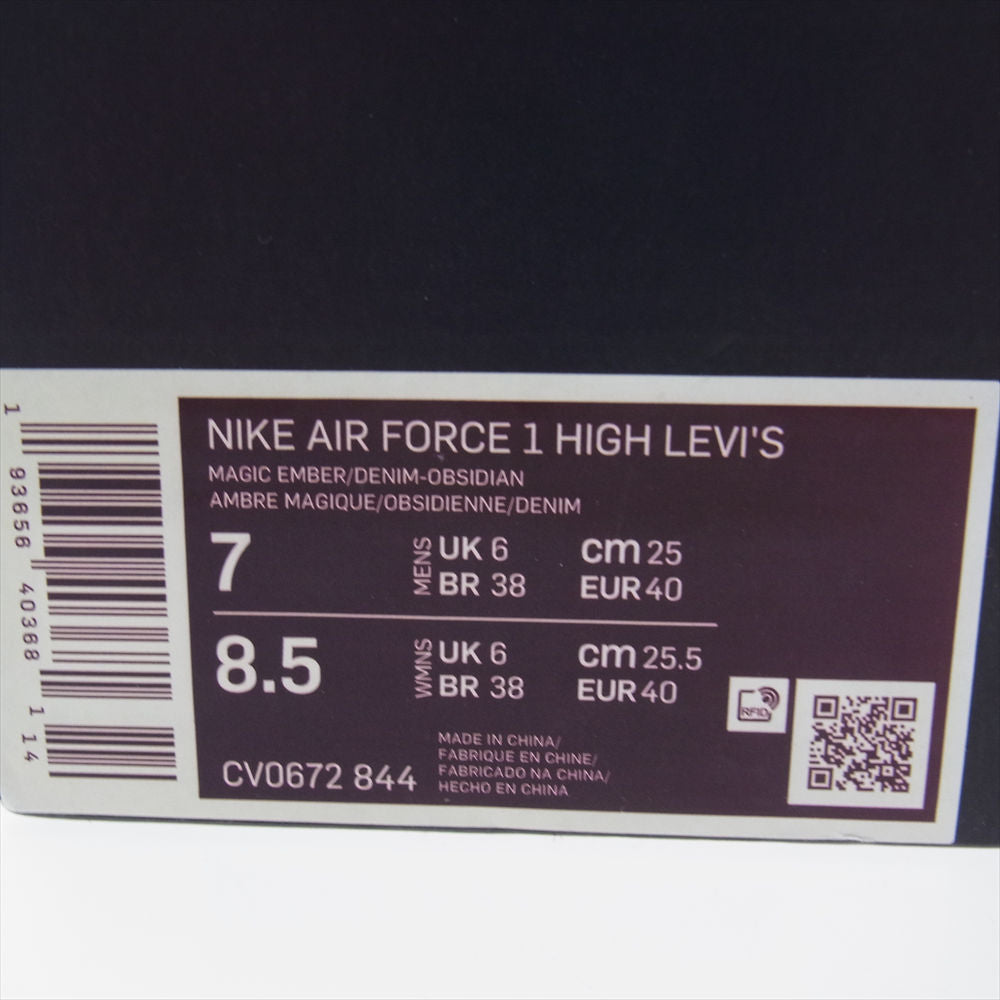 NIKE AIR FORCE 1 HIGH LEVI'S
MAGIC EMBER/DENIM-OBSIDIAN
AMBRE MAGIQUE/OBSIDIENNE/DENIM
7 MENS UK 6 cm 25
BR 38 EUR 40
8.5 WMNS UK 6 cm 25.5
BR 38 EUR 40
RFID
CV0672 844
MADE IN CHINA/
FABRIQUE EN CHINE/
FABRICADO NA CHINA/
HECHO EN CHINA
1 93656 40368 1 14